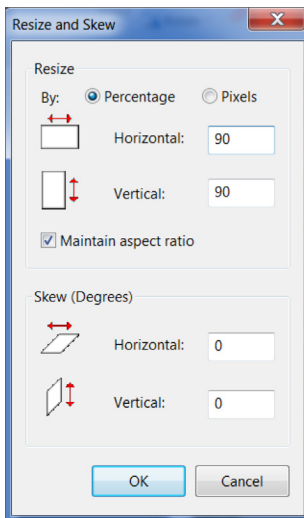 Resize and Skew
Resize
By: Percentage Pixels
Horizontal: 90
Vertical: 90
Maintain aspect ratio
Skew (Degrees)
Horizontal: 0
Vertical: 0
OK Cancel